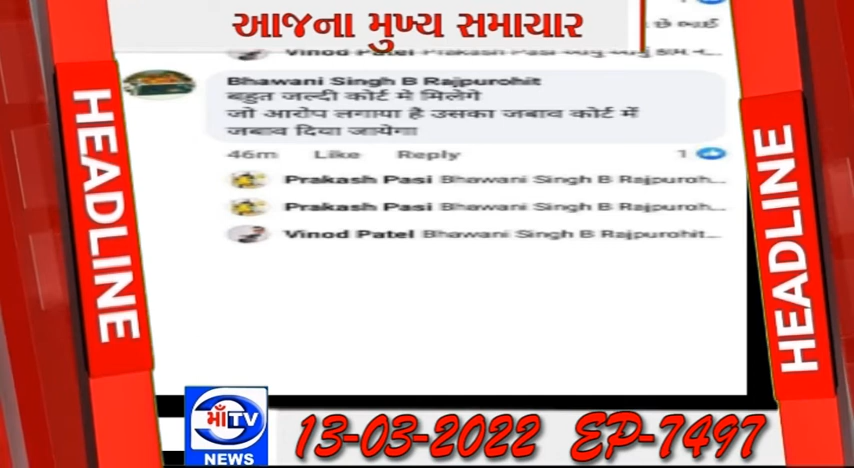 આજના મુખ્ય સમાચાર
છે ભાઈ
Vinod Patel Prakash Pasi
Bhawani Singh B Rajpurohit
बहुत जल्दी कोर्ट मे मिलेगे
जो आरोप लगाया है उसका जबाव कोर्ट में
जबाव दिया जायेगा
46m Like Reply 1
Prakash Pasi Bhawani Singh B Rajpuroh...
Prakash Pasi Bhawani Singh B Rajpuroh...
Vinod Patel Bhawani Singh B Rajpurohit...
HEADLINE
HEADLINE
માઁ TV
NEWS
13-03-2022 EP-7497